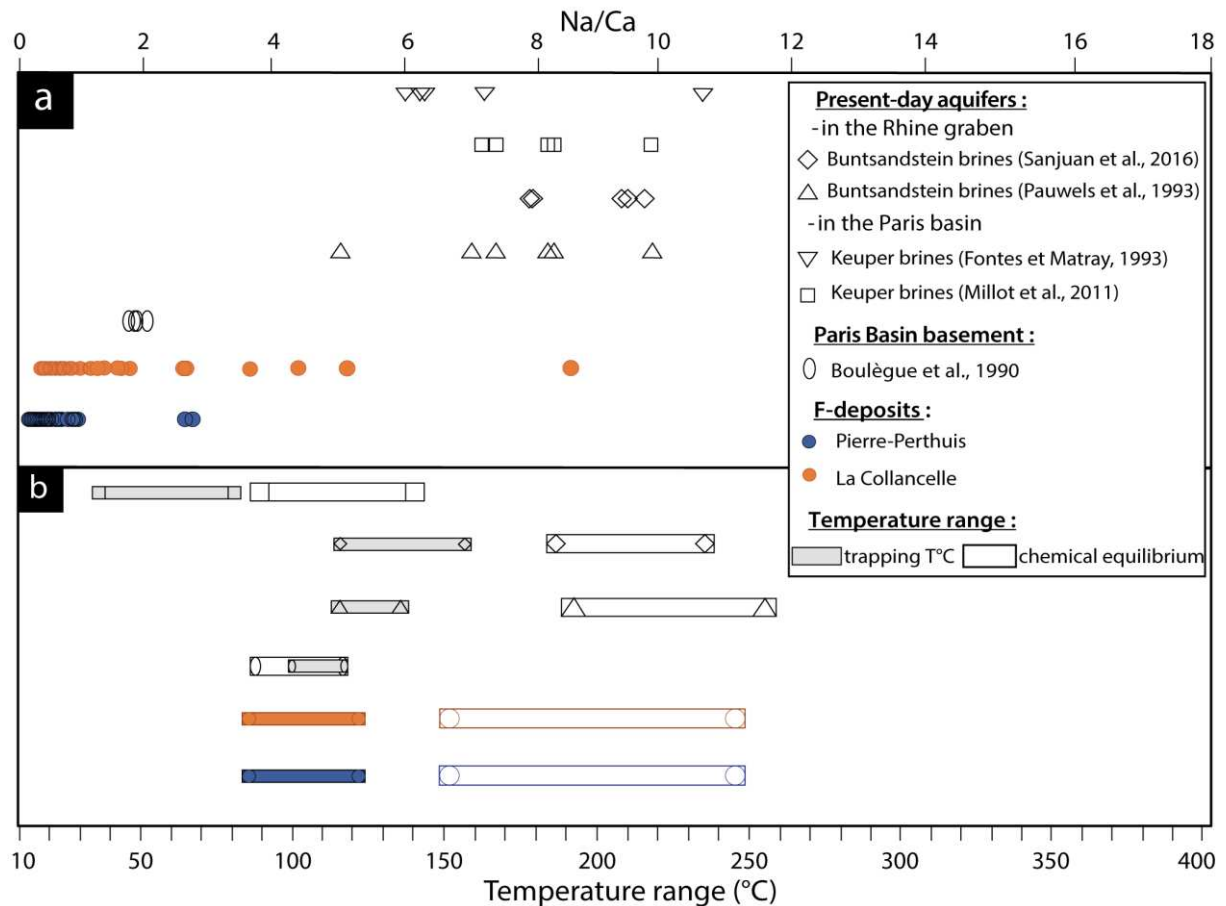 Na/Ca
0 2 4 6 8 10 12 14 16 18
a
Present-day aquifers :
-in the Rhine graben
Buntsandstein brines (Sanjuan et al., 2016)
Buntsandstein brines (Pauwels et al., 1993)
-in the Paris basin
Keuper brines (Fontes et Matray, 1993)
Keuper brines (Millot et al., 2011)
Paris Basin basement :
Boulègue et al., 1990
F-deposits :
Pierre-Perthuis
La Collancelle
Temperature range :
trapping T°C chemical equilibrium
b
10 50 100 150 200 250 300 350 400
Temperature range (°C)